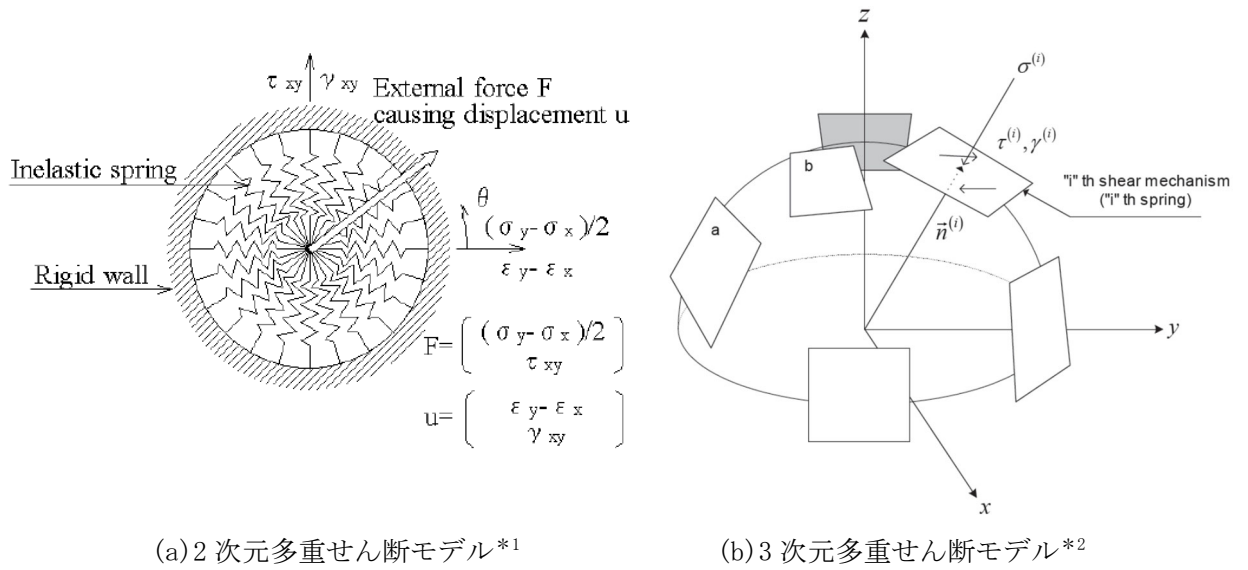 τ xy γ xy
External force F
causing displacement u
Inelastic spring
θ
(σ y- σ x)/2
ε y- ε x
Rigid wall
F= ( (σ y- σ x)/2
τ xy )
u= ( ε y- ε x
γ xy )
z
σ(i)
τ(i), γ(i)
b
"i" th shear mechanism
("i" th spring)
a
n(i)
y
x
(a)2 次元多重せん断モデル*1
(b)3 次元多重せん断モデル*2